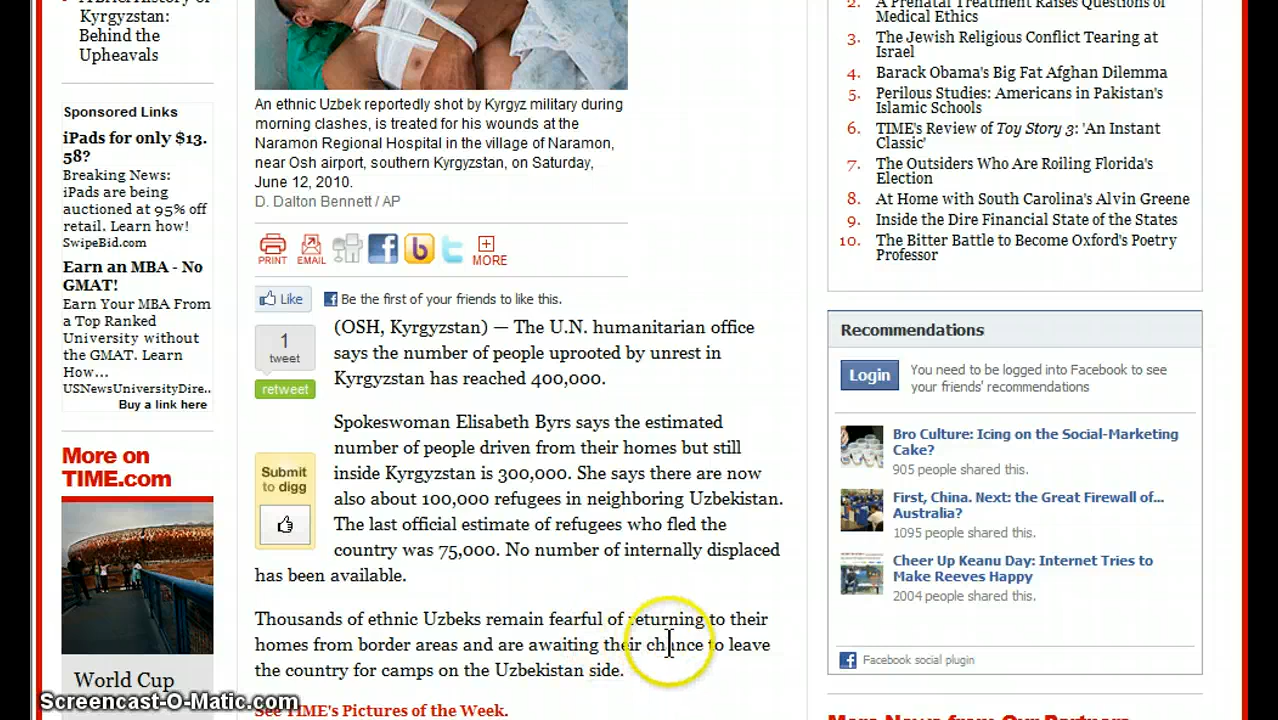 Kyrgyzstan:
Behind the
Upheavals
Sponsored Links
iPads for only $13.
58?
Breaking News:
iPads are being
auctioned at 95% off
retail. Learn how!
SwipeBid.com
Earn an MBA - No
GMAT!
Earn Your MBA From
a Top Ranked
University without
the GMAT. Learn
How...
USNewsUniversityDire..
Buy a link here
More on
TIME.com
World Cup
An ethnic Uzbek reportedly shot by Kyrgyz military during
morning clashes, is treated for his wounds at the
Naramon Regional Hospital in the village of Naramon,
near Osh airport, southern Kyrgyzstan, on Saturday,
June 12, 2010.
D. Dalton Bennett / AP
PRINT EMAIL MORE
Like Be the first of your friends to like this.
1
tweet
retweet
Submit
to digg
(OSH, Kyrgyzstan) — The U.N. humanitarian office
says the number of people uprooted by unrest in
Kyrgyzstan has reached 400,000.
Spokeswoman Elisabeth Byrs says the estimated
number of people driven from their homes but still
inside Kyrgyzstan is 300,000. She says there are now
also about 100,000 refugees in neighboring Uzbekistan.
The last official estimate of refugees who fled the
country was 75,000. No number of internally displaced
has been available.
Thousands of ethnic Uzbeks remain fearful of returning to their
homes from border areas and are awaiting their chance to leave
the country for camps on the Uzbekistan side.
See TIME's Pictures of the Week.
2. A Prenatal Treatment Raises Questions of
Medical Ethics
3. The Jewish Religious Conflict Tearing at
Israel
4. Barack Obama's Big Fat Afghan Dilemma
5. Perilous Studies: Americans in Pakistan's
Islamic Schools
6. TIME's Review of Toy Story 3: 'An Instant
Classic'
7. The Outsiders Who Are Roiling Florida's
Election
8. At Home with South Carolina's Alvin Greene
9. Inside the Dire Financial State of the States
10. The Bitter Battle to Become Oxford's Poetry
Professor
Recommendations
Login You need to be logged into Facebook to see
your friends' recommendations
Bro Culture: Icing on the Social-Marketing
Cake?
905 people shared this.
First, China. Next: the Great Firewall of...
Australia?
1095 people shared this.
Cheer Up Keanu Day: Internet Tries to
Make Reeves Happy
2004 people shared this.
Facebook social plugin
More News from Our Partners
Screencast-O-Matic.com